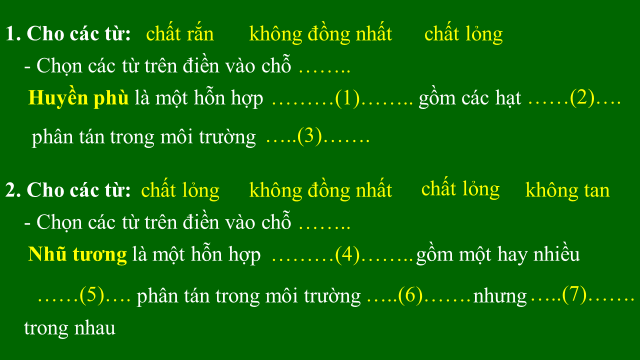 1. Cho các từ: chất rắn không đồng nhất chất lỏng
- Chọn các từ trên điền vào chỗ ……..
Huyền phù là một hỗn hợp ………(1)…….. gồm các hạt ……(2)….
phân tán trong môi trường …..(3)…….
2. Cho các từ: chất lỏng không đồng nhất chất lỏng không tan
- Chọn các từ trên điền vào chỗ ……..
Nhũ tương là một hỗn hợp ………(4)…….. gồm một hay nhiều
……(5)…. phân tán trong môi trường …..(6)……. nhưng …..(7)…….
trong nhau